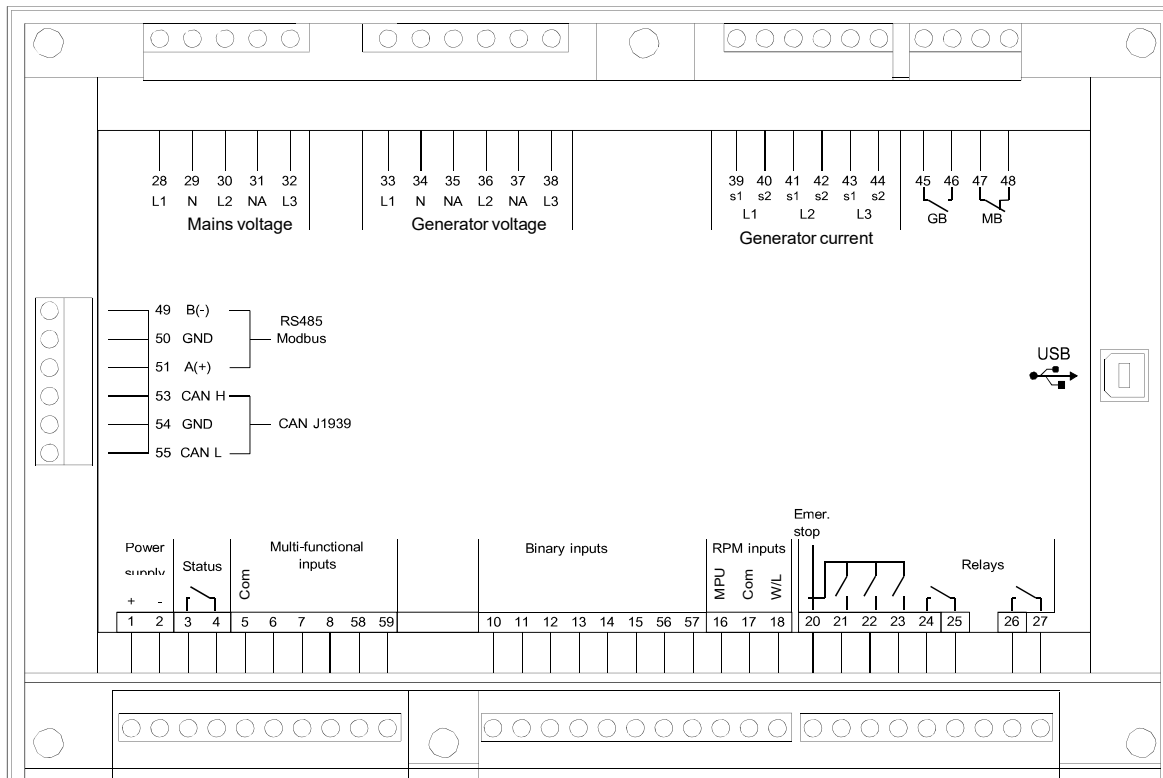 28 29 30 31 32 33 34 35 36 37 38 39 40 41 42 43 44 45 46 47 48
L1 N L2 NA L3 L1 N NA L2 NA L3 s1 s2 s1 s2 s1 s2
L1 L2 L3 GB MB
Mains voltage Generator voltage
Generator current
49 B(-)
RS485
50 GND Modbus
51 A(+)
USB
53 CAN H
54 GND CAN J1939
55 CAN L
Emer.
stop
Power
supply
+ -
Status
Com
Multi-functional
inputs
Binary inputs
RPM inputs
MPU Com W/L
Relays
1 2 3 4 5 6 7 8 58 59 10 11 12 13 14 15 56 57 16 17 18 20 21 22 23 24 25 26 27